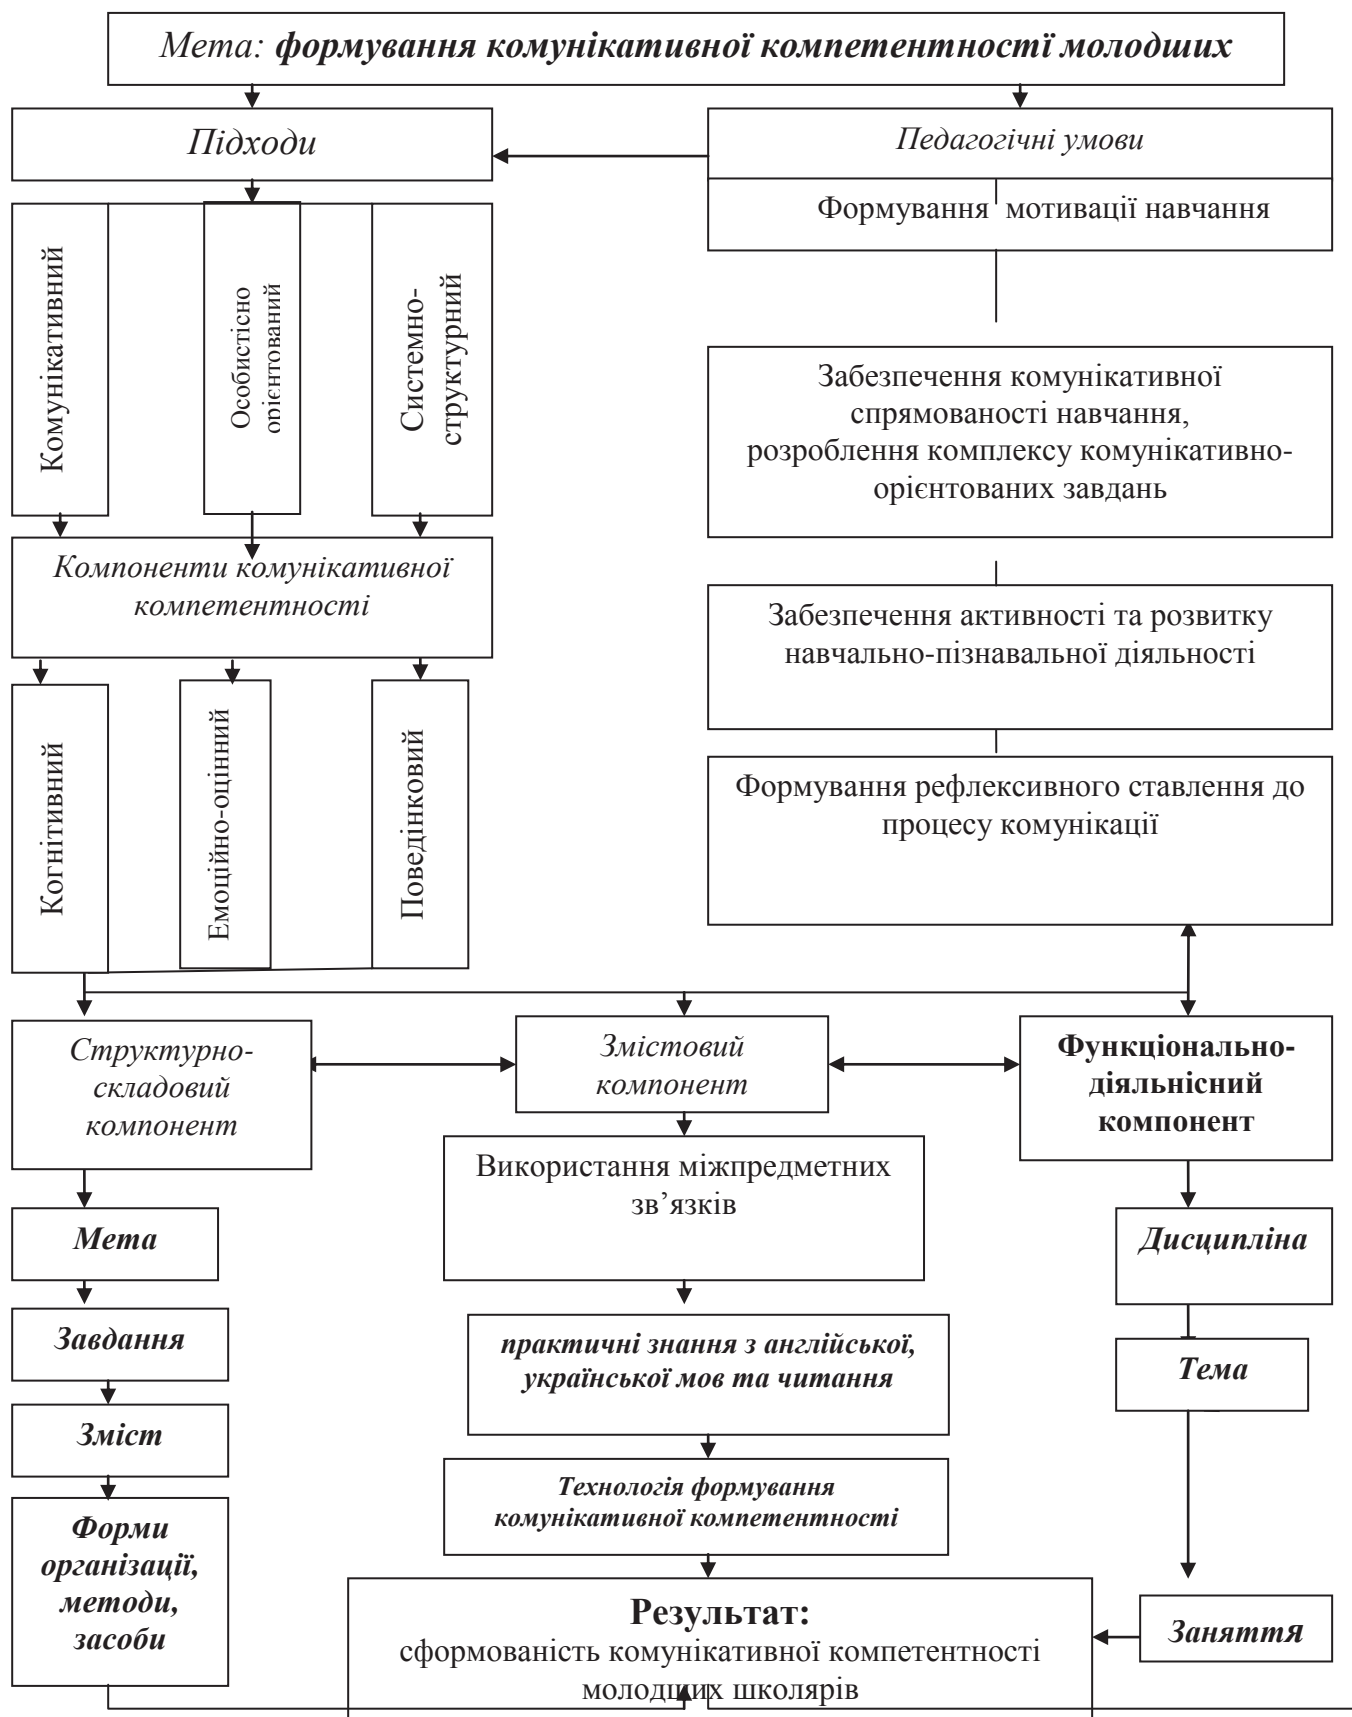 Мета: формування комунікативної компетентностї молодших
Підходи
Педагогічні умови
Формування мотивації навчання
Комунікативний
Особистісно
орієнтований
Системно-
структурний
Забезпечення комунікативної
спрямованості навчання,
розроблення комплексу комунікативно-
орієнтованих завдань
Компоненти комунікативної
компетентності
Забезпечення активності та розвитку
навчально-пізнавальної діяльності
Когнітивний
Емоційно-оцінний
Поведінковий
Формування рефлексивного ставлення до
процесу комунікації
Структурно-
складовий
компонент
Змістовий
компонент
Функціонально-
діяльнісний
компонент
Використання міжпредметних
зв’язків
Мета
Дисципліна
Завдання
практичні знання з англійської,
української мов та читання
Тема
Зміст
Технологія формування
комунікативної компетентності
Форми
організації,
методи,
засоби
Результат:
сформованість комунікативної компетентності
молодших школярів
Заняття